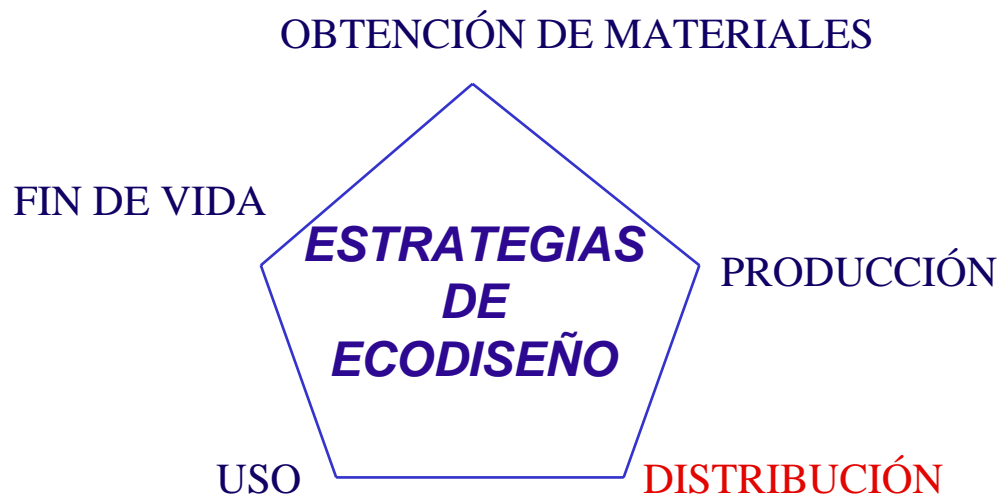 OBTENCIÓN DE MATERIALES
FIN DE VIDA
ESTRATEGIAS
DE
ECODISEÑO
PRODUCCIÓN
USO
DISTRIBUCIÓN